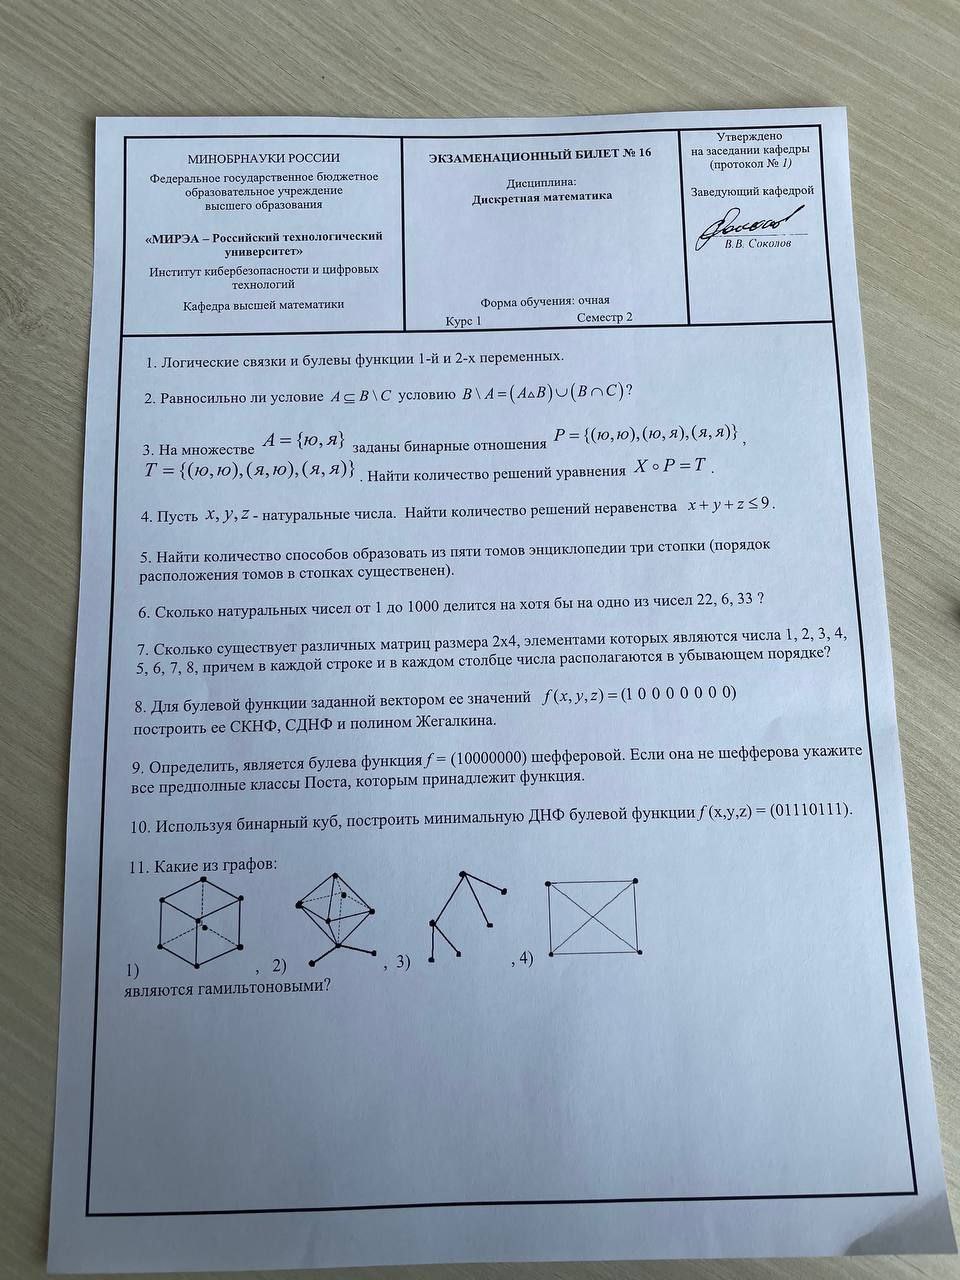 МИНОБРНАУКИ РОССИИ
Федеральное государственное бюджетное
образовательное учреждение
высшего образования
«МИРЭА – Российский технологический
университет»
Институт кибербезопасности и цифровых
технологий
Кафедра высшей математики
ЭКЗАМЕНАЦИОННЫЙ БИЛЕТ № 16
Дисциплина:
Дискретная математика
Форма обучения: очная
Курс 1 Семестр 2
Утверждено
на заседании кафедры
(протокол № 1)
Заведующий кафедрой
В.В. Соколов
1. Логические связки и булевы функции 1-й и 2-х переменных.
2. Равносильно ли условие A ⊆ B \ C условию B \ A = (A△B) ∪ (B ∩ C)?
3. На множестве A = {ю, я} заданы бинарные отношения P = {(ю, ю), (ю, я), (я, я)} ,
T = {(ю, ю), (я, ю), (я, я)} . Найти количество решений уравнения X ∘ P = T .
4. Пусть x, y, z - натуральные числа. Найти количество решений неравенства x + y + z ≤ 9 .
5. Найти количество способов образовать из пяти томов энциклопедии три стопки (порядок
расположения томов в стопках существенен).
6. Сколько натуральных чисел от 1 до 1000 делится на хотя бы на одно из чисел 22, 6, 33 ?
7. Сколько существует различных матриц размера 2х4, элементами которых являются числа 1, 2, 3, 4,
5, 6, 7, 8, причем в каждой строке и в каждом столбце числа располагаются в убывающем порядке?
8. Для булевой функции заданной вектором ее значений f (x, y, z) = (1 0 0 0 0 0 0 0)
построить ее СКНФ, СДНФ и полином Жегалкина.
9. Определить, является булева функция f = (10000000) шефферовой. Если она не шефферова укажите
все предполные классы Поста, которым принадлежит функция.
10. Используя бинарный куб, построить минимальную ДНФ булевой функции f (x,y,z) = (01110111).
11. Какие из графов:
1) , 2) , 3) , 4)
являются гамильтоновыми?